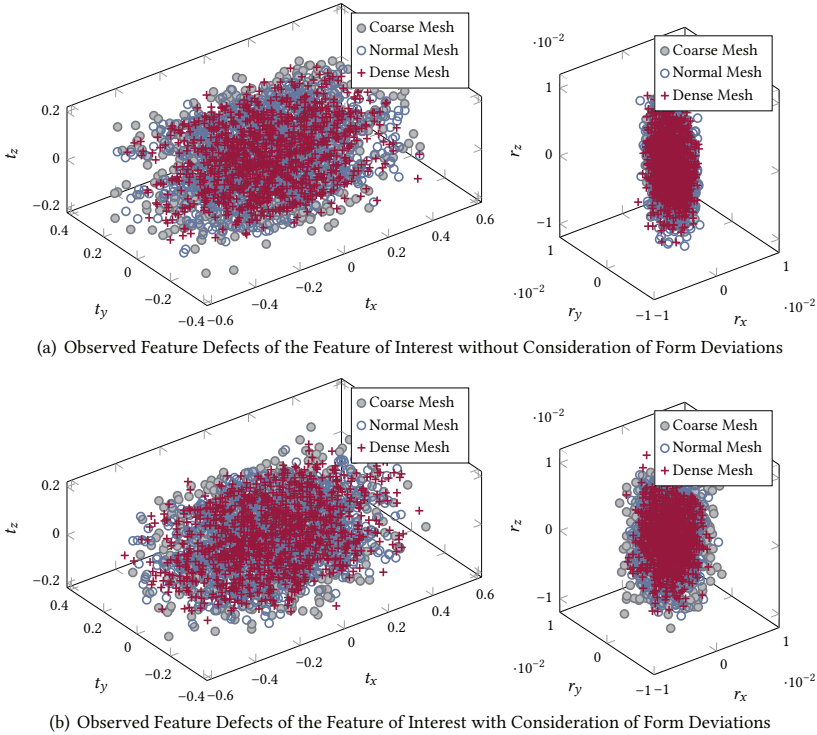 Coarse Mesh
Normal Mesh
Dense Mesh
0.2
0
−0.2
t_z
0.4
0.2
0
−0.2
−0.4
t_y
−0.6
−0.4
−0.2
0
0.2
0.4
0.6
t_x
·10⁻²
Coarse Mesh
Normal Mesh
Dense Mesh
1
0
−1
r_z
1
0
−1
·10⁻²
r_y
−1
0
1
·10⁻²
r_x
(a) Observed Feature Defects of the Feature of Interest without Consideration of Form Deviations
Coarse Mesh
Normal Mesh
Dense Mesh
0.2
0
−0.2
t_z
0.4
0.2
0
−0.2
−0.4
t_y
−0.6
−0.4
−0.2
0
0.2
0.4
0.6
t_x
·10⁻²
Coarse Mesh
Normal Mesh
Dense Mesh
1
0
−1
r_z
1
0
−1
·10⁻²
r_y
−1
0
1
·10⁻²
r_x
(b) Observed Feature Defects of the Feature of Interest with Consideration of Form Deviations